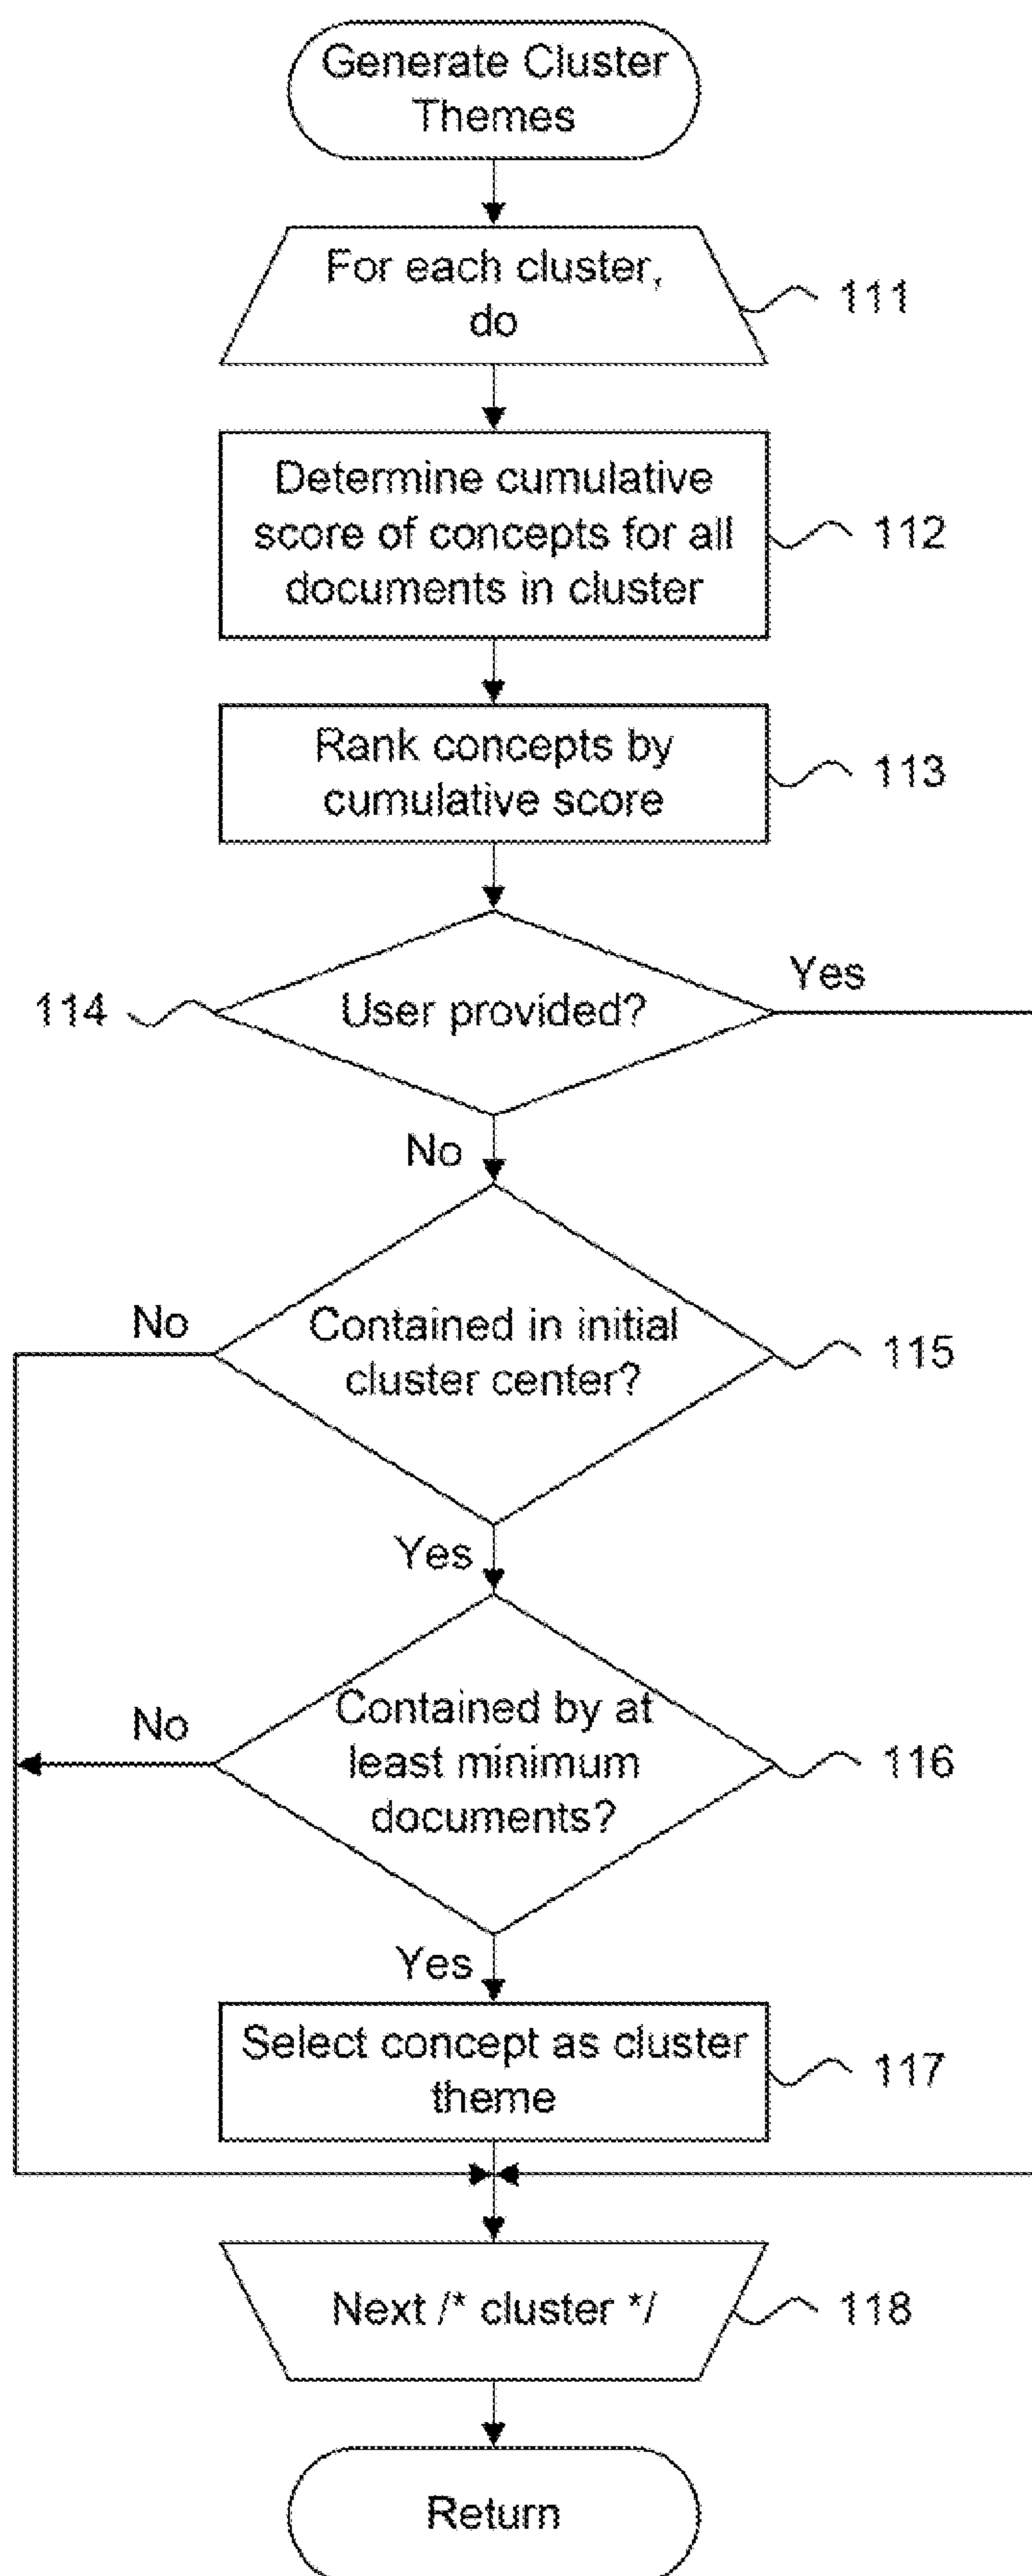 Generate Cluster
Themes
For each cluster,
do
111
Determine cumulative
score of concepts for all
documents in cluster
112
Rank concepts by
cumulative score
113
User provided?
114
Yes
No
Contained in initial
cluster center?
115
No
Yes
Contained by at
least minimum
documents?
116
No
Yes
Select concept as cluster
theme
117
Next /* cluster */
118
Return